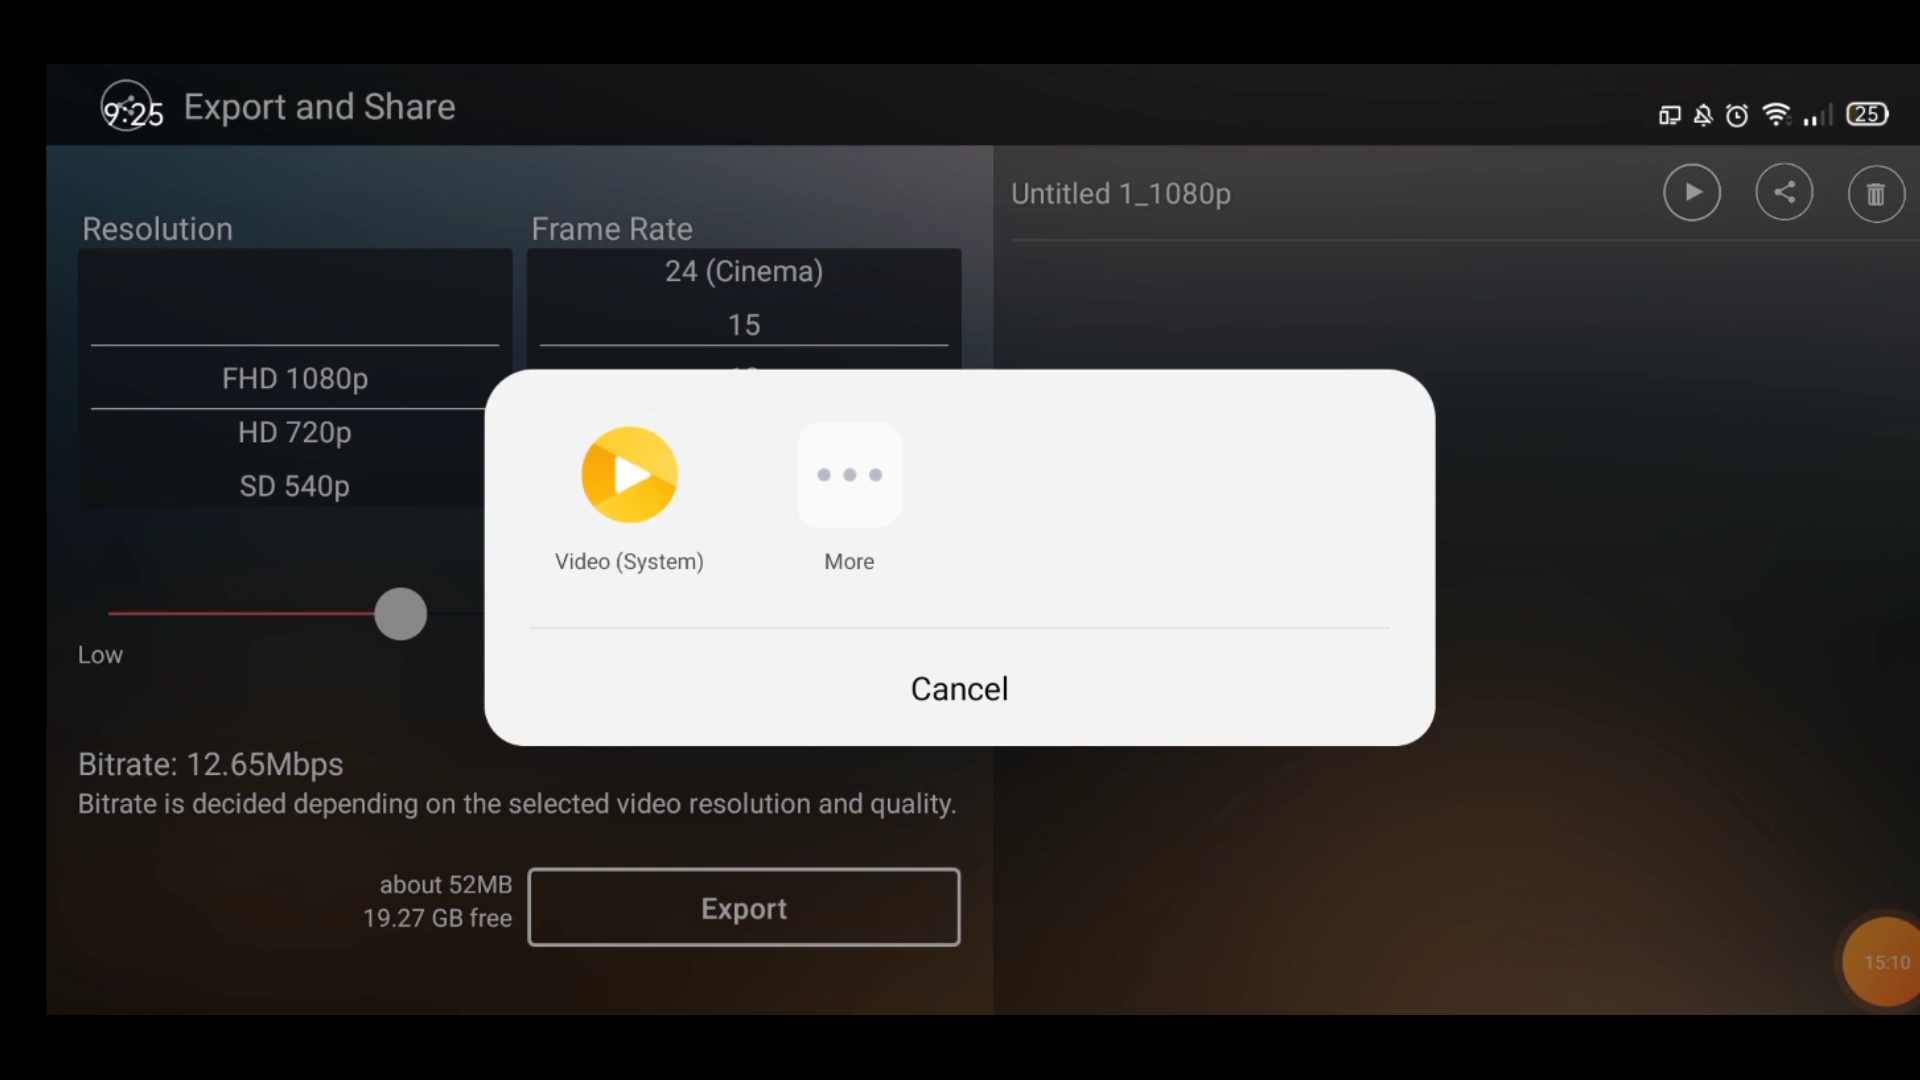 9:25 Export and Share
25
Resolution
Frame Rate
Untitled 1_1080p
24 (Cinema)
15
FHD 1080p
HD 720p
SD 540p
Video (System)
More
Low
Cancel
Bitrate: 12.65Mbps
Bitrate is decided depending on the selected video resolution and quality.
about 52MB
19.27 GB free
Export
15:10